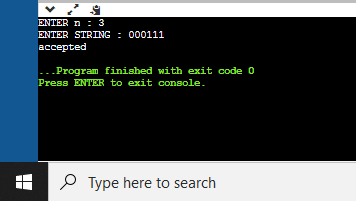 ENTER n : 3
ENTER STRING : 000111
accepted
...Program finished with exit code 0
Press ENTER to exit console.
Type here to search